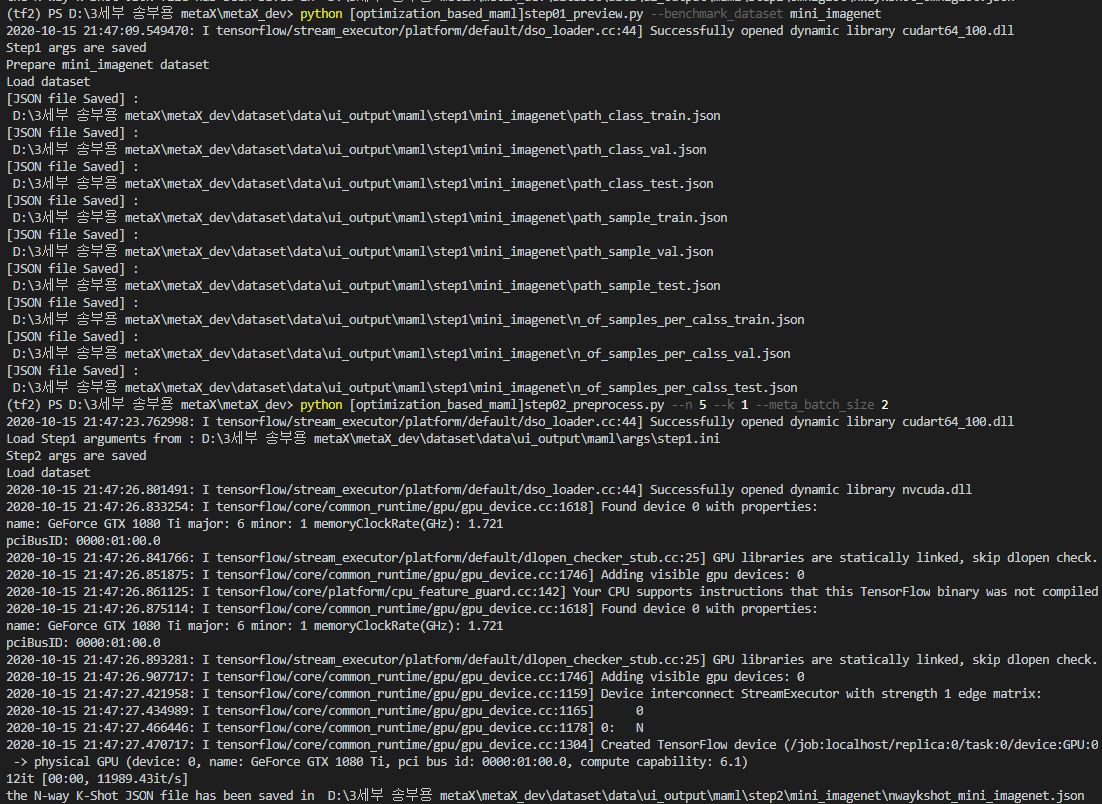 (tf2) PS D:\3세부 송부용 metaX\metaX_dev> python [optimization_based_maml]step01_preview.py --benchmark_dataset mini_imagenet
2020-10-15 21:47:09.549470: I tensorflow/stream_executor/platform/default/dso_loader.cc:44] Successfully opened dynamic library cudart64_100.dll
Step1 args are saved
Prepare mini_imagenet dataset
Load dataset
[JSON file Saved] :
 D:\3세부 송부용 metaX\metaX_dev\dataset\data\ui_output\maml\step1\mini_imagenet\path_class_train.json
[JSON file Saved] :
 D:\3세부 송부용 metaX\metaX_dev\dataset\data\ui_output\maml\step1\mini_imagenet\path_class_val.json
[JSON file Saved] :
 D:\3세부 송부용 metaX\metaX_dev\dataset\data\ui_output\maml\step1\mini_imagenet\path_class_test.json
[JSON file Saved] :
 D:\3세부 송부용 metaX\metaX_dev\dataset\data\ui_output\maml\step1\mini_imagenet\path_sample_train.json
[JSON file Saved] :
 D:\3세부 송부용 metaX\metaX_dev\dataset\data\ui_output\maml\step1\mini_imagenet\path_sample_val.json
[JSON file Saved] :
 D:\3세부 송부용 metaX\metaX_dev\dataset\data\ui_output\maml\step1\mini_imagenet\path_sample_test.json
[JSON file Saved] :
 D:\3세부 송부용 metaX\metaX_dev\dataset\data\ui_output\maml\step1\mini_imagenet\n_of_samples_per_calss_train.json
[JSON file Saved] :
 D:\3세부 송부용 metaX\metaX_dev\dataset\data\ui_output\maml\step1\mini_imagenet\n_of_samples_per_calss_val.json
[JSON file Saved] :
 D:\3세부 송부용 metaX\metaX_dev\dataset\data\ui_output\maml\step1\mini_imagenet\n_of_samples_per_calss_test.json
(tf2) PS D:\3세부 송부용 metaX\metaX_dev> python [optimization_based_maml]step02_preprocess.py --n 5 --k 1 --meta_batch_size 2
2020-10-15 21:47:23.762998: I tensorflow/stream_executor/platform/default/dso_loader.cc:44] Successfully opened dynamic library cudart64_100.dll
Load Step1 arguments from : D:\3세부 송부용 metaX\metaX_dev\dataset\data\ui_output\maml\args\step1.ini
Step2 args are saved
Load dataset
2020-10-15 21:47:26.801491: I tensorflow/stream_executor/platform/default/dso_loader.cc:44] Successfully opened dynamic library nvcuda.dll
2020-10-15 21:47:26.833254: I tensorflow/core/common_runtime/gpu/gpu_device.cc:1618] Found device 0 with properties:
name: GeForce GTX 1080 Ti major: 6 minor: 1 memoryClockRate(GHz): 1.721
pciBusID: 0000:01:00.0
2020-10-15 21:47:26.841766: I tensorflow/stream_executor/platform/default/dlopen_checker_stub.cc:25] GPU libraries are statically linked, skip dlopen check.
2020-10-15 21:47:26.851875: I tensorflow/core/common_runtime/gpu/gpu_device.cc:1746] Adding visible gpu devices: 0
2020-10-15 21:47:26.861125: I tensorflow/core/platform/cpu_feature_guard.cc:142] Your CPU supports instructions that this TensorFlow binary was not compiled
2020-10-15 21:47:26.875114: I tensorflow/core/common_runtime/gpu/gpu_device.cc:1618] Found device 0 with properties:
name: GeForce GTX 1080 Ti major: 6 minor: 1 memoryClockRate(GHz): 1.721
pciBusID: 0000:01:00.0
2020-10-15 21:47:26.893281: I tensorflow/stream_executor/platform/default/dlopen_checker_stub.cc:25] GPU libraries are statically linked, skip dlopen check.
2020-10-15 21:47:26.907717: I tensorflow/core/common_runtime/gpu/gpu_device.cc:1746] Adding visible gpu devices: 0
2020-10-15 21:47:27.421958: I tensorflow/core/common_runtime/gpu/gpu_device.cc:1159] Device interconnect StreamExecutor with strength 1 edge matrix:
2020-10-15 21:47:27.434989: I tensorflow/core/common_runtime/gpu/gpu_device.cc:1165]      0
2020-10-15 21:47:27.466446: I tensorflow/core/common_runtime/gpu/gpu_device.cc:1178] 0:   N
2020-10-15 21:47:27.470717: I tensorflow/core/common_runtime/gpu/gpu_device.cc:1304] Created TensorFlow device (/job:localhost/replica:0/task:0/device:GPU:0
 -> physical GPU (device: 0, name: GeForce GTX 1080 Ti, pci bus id: 0000:01:00.0, compute capability: 6.1)
12it [00:00, 11989.43it/s]
the N-way K-Shot JSON file has been saved in  D:\3세부 송부용 metaX\metaX_dev\dataset\data\ui_output\maml\step2\mini_imagenet\nwaykshot_mini_imagenet.json